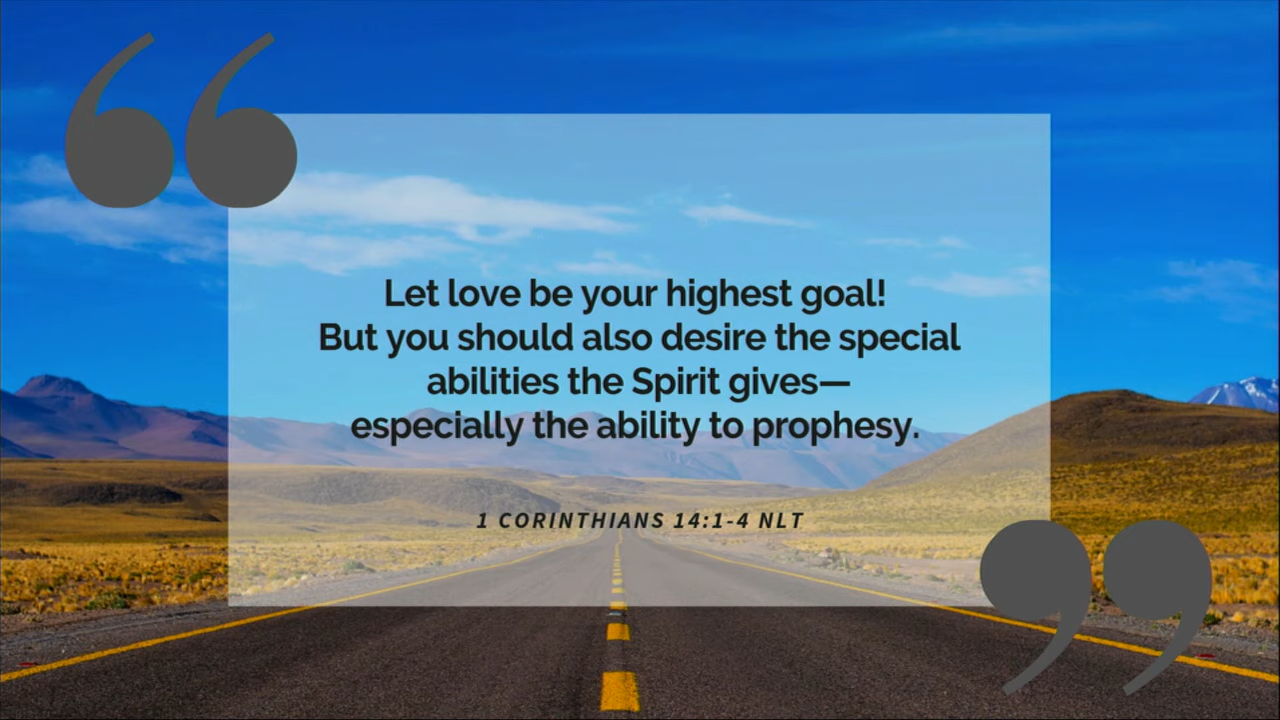 Let love be your highest goal!
But you should also desire the special
abilities the Spirit gives—
especially the ability to prophesy.
1 CORINTHIANS 14:1-4 NLT